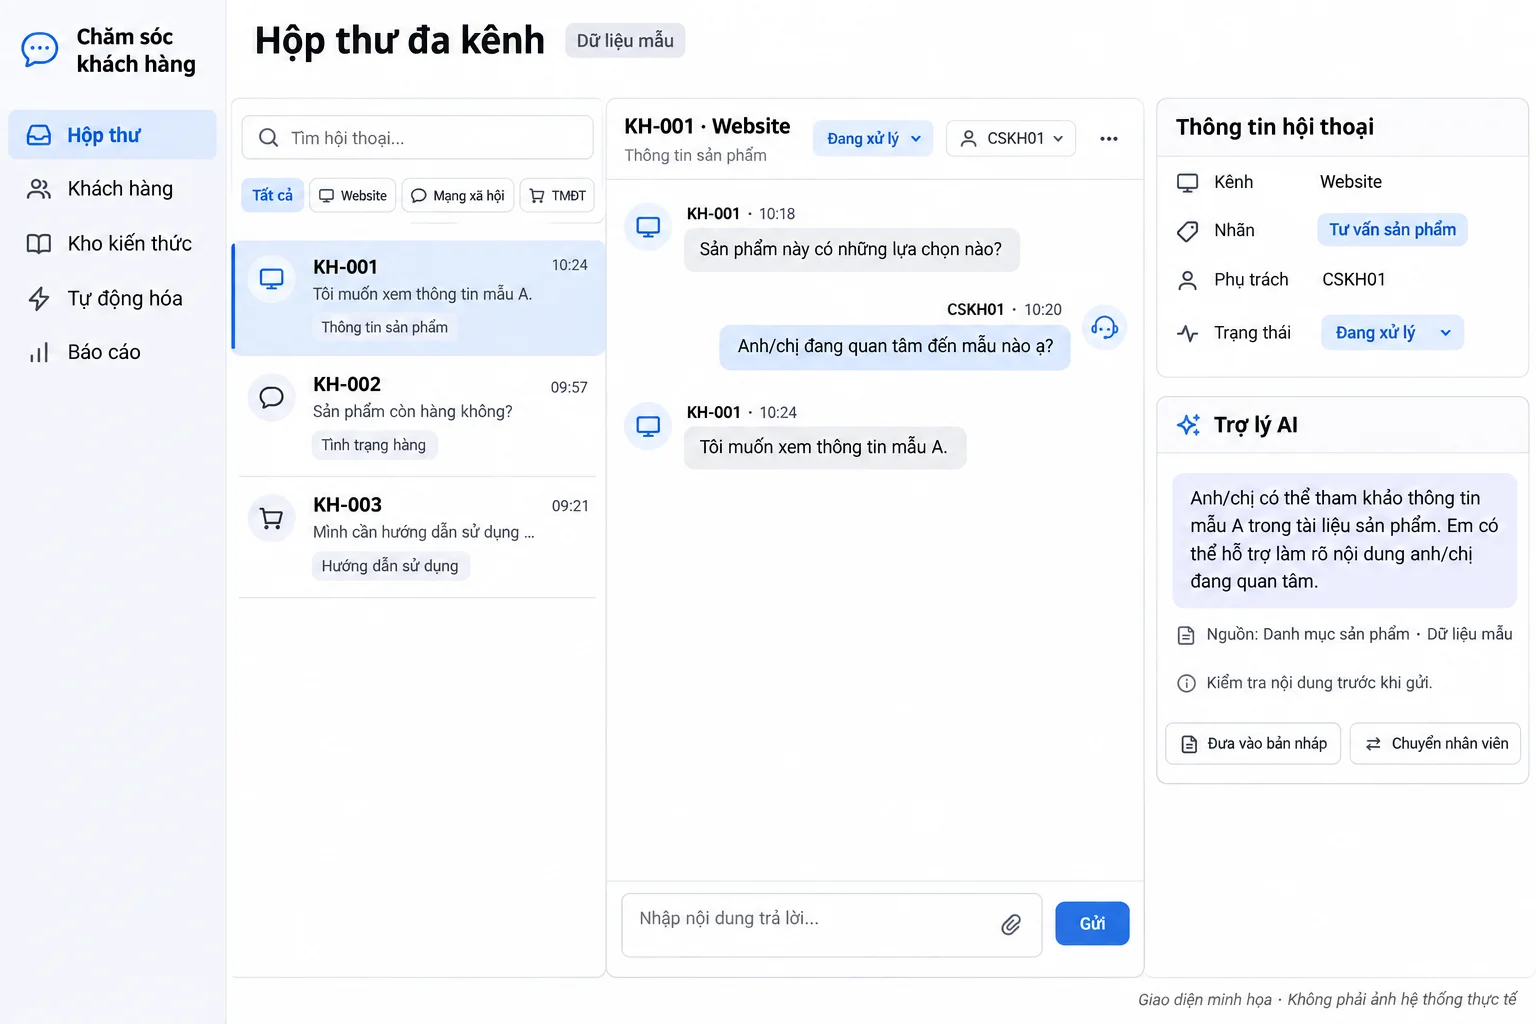 Chăm sóc
khách hàng
Hộp thư
Khách hàng
Kho kiến thức
Tự động hóa
Báo cáo
Hộp thư đa kênh
Dữ liệu mẫu
Tìm hội thoại...
Tất cả
Website
Mạng xã hội
TMĐT
KH-001
10:24
Tôi muốn xem thông tin mẫu A.
Thông tin sản phẩm
KH-002
09:57
Sản phẩm còn hàng không?
Tình trạng hàng
KH-003
09:21
Mình cần hướng dẫn sử dụng ...
Hướng dẫn sử dụng
KH-001 · Website
Thông tin sản phẩm
Đang xử lý
CSKH01
KH-001 · 10:18
Sản phẩm này có những lựa chọn nào?
CSKH01 · 10:20
Anh/chị đang quan tâm đến mẫu nào ạ?
KH-001 · 10:24
Tôi muốn xem thông tin mẫu A.
Nhập nội dung trả lời...
Gửi
Thông tin hội thoại
Kênh
Website
Nhãn
Tư vấn sản phẩm
Phụ trách
CSKH01
Trạng thái
Đang xử lý
Trợ lý AI
Anh/chị có thể tham khảo thông tin
mẫu A trong tài liệu sản phẩm. Em có
thể hỗ trợ làm rõ nội dung anh/chị
đang quan tâm.
Nguồn: Danh mục sản phẩm · Dữ liệu mẫu
Kiểm tra nội dung trước khi gửi.
Đưa vào bản nháp
Chuyển nhân viên
Giao diện minh họa · Không phải ảnh hệ thống thực tế